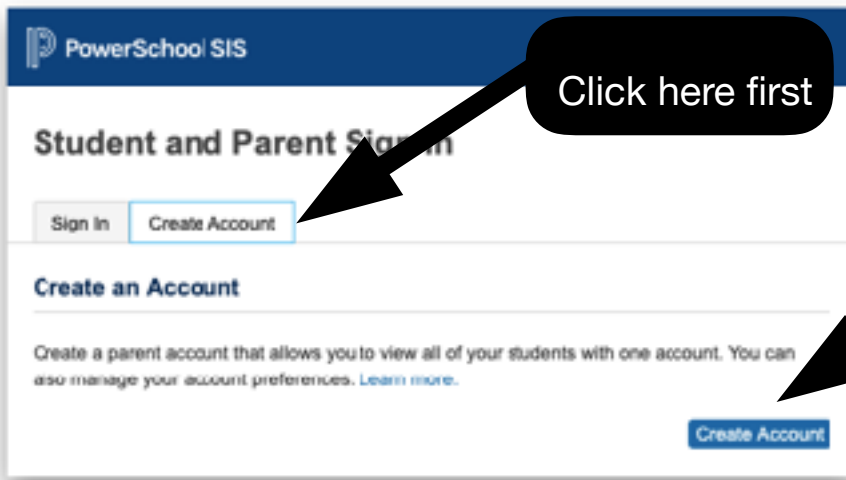 PowerSchool SIS
Click here first
Student and Parent Sign In
Sign In
Create Account
Create an Account
Create a parent account that allows you to view all of your students with one account. You can
also manage your account preferences. Learn more.
Create Account